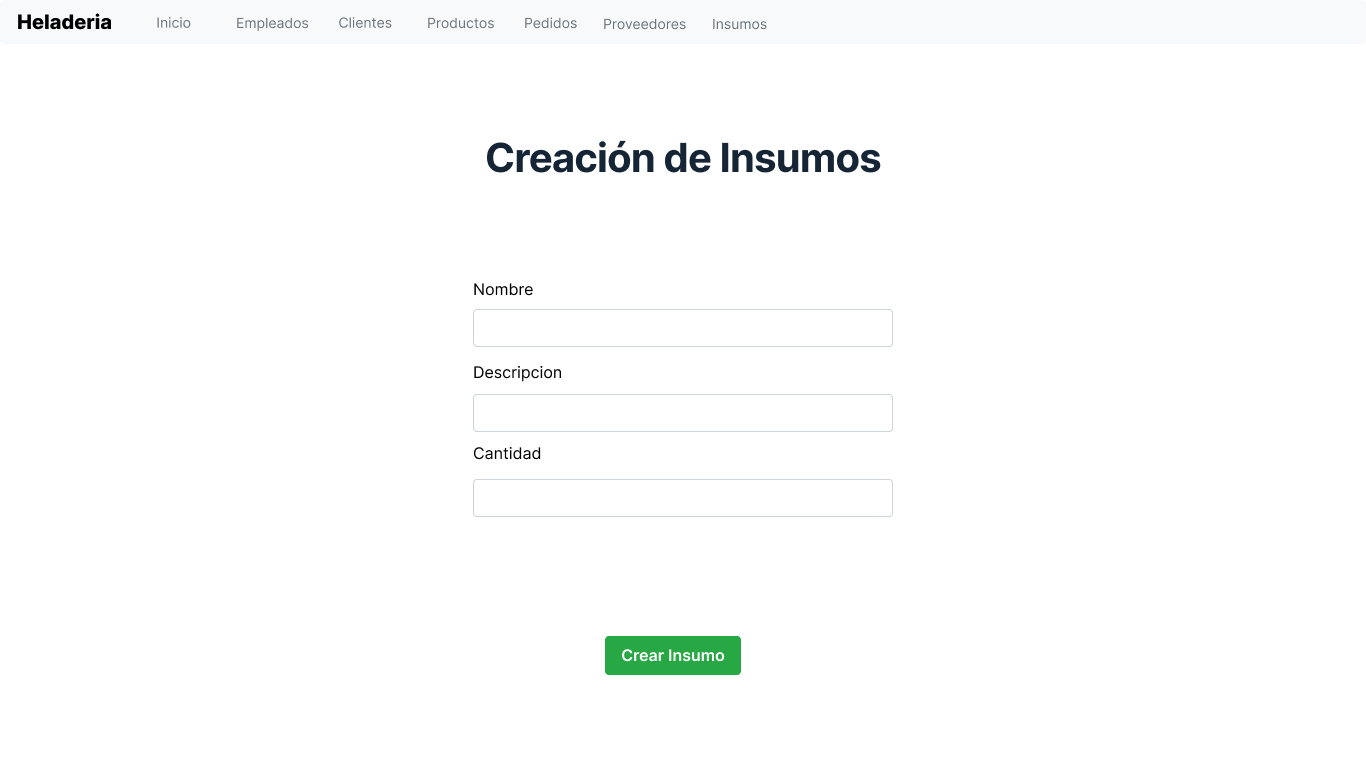 Heladeria Inicio Empleados Clientes Productos Pedidos Proveedores Insumos
Creación de Insumos
Nombre
Descripcion
Cantidad
Crear Insumo